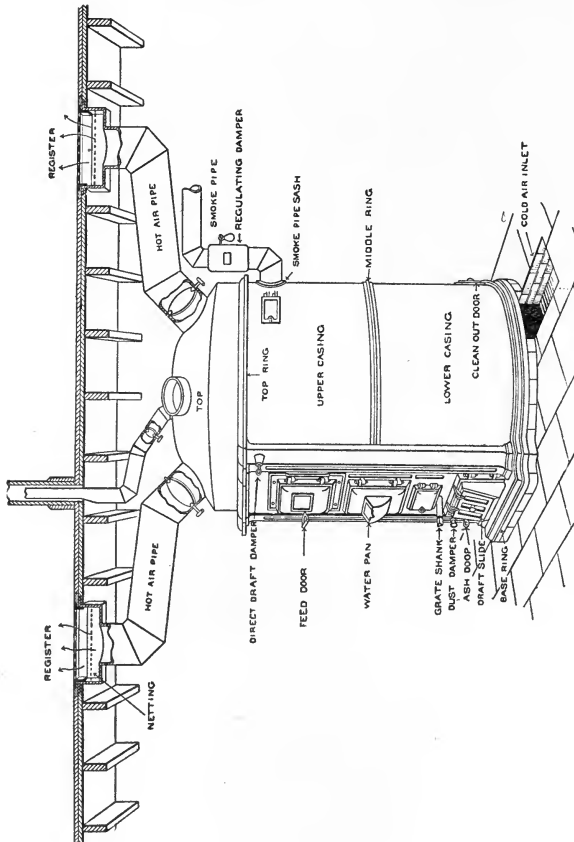 REGISTER
HOT AIR PIPE
SMOKE PIPE
REGULATING DAMPER
SMOKE PIPE SASH
TOP
TOP RING
UPPER CASING
MIDDLE RING
LOWER CASING
CLEAN OUT DOOR
COLD AIR INLET
REGISTER
NETTING
HOT AIR PIPE
DIRECT DRAFT DAMPER
FEED DOOR
WATER PAN
GRATE SHANK
DUST DAMPER
ASH DOOP
DRAFT SLIDE
BASE RING